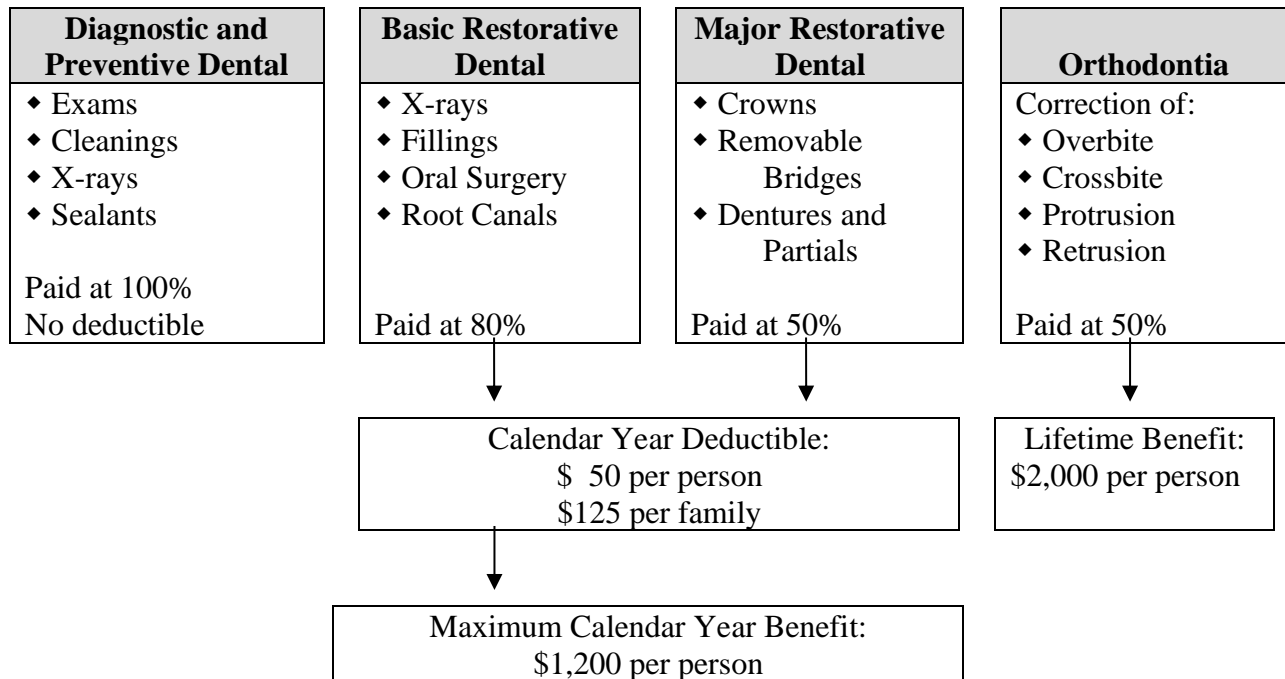 Diagnostic and
Preventive Dental
◆ Exams
◆ Cleanings
◆ X-rays
◆ Sealants
Paid at 100%
No deductible
Basic Restorative
Dental
◆ X-rays
◆ Fillings
◆ Oral Surgery
◆ Root Canals
Paid at 80%
Major Restorative
Dental
◆ Crowns
◆ Removable
Bridges
◆ Dentures and
Partials
Paid at 50%
Orthodontia
Correction of:
◆ Overbite
◆ Crossbite
◆ Protrusion
◆ Retrusion
Paid at 50%
Calendar Year Deductible:
$ 50 per person
$125 per family
Lifetime Benefit:
$2,000 per person
Maximum Calendar Year Benefit:
$1,200 per person